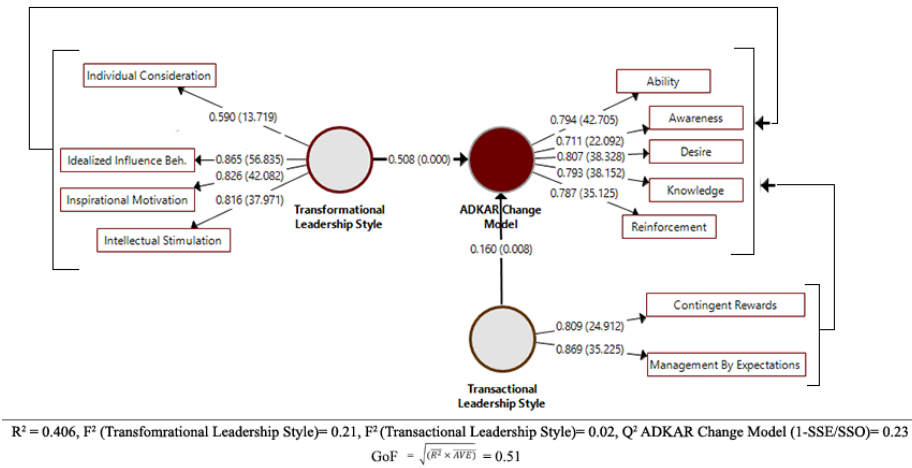 Individual Consideration
Ability
0.590 (13.719)
0.794 (42.705)
Awareness
0.711 (22.092)
Idealized Influence Beh.
0.865 (56.835)
0.508 (0.000)
0.807 (38.328)
Desire
0.826 (42.082)
0.793 (38.152)
Knowledge
Inspirational Motivation
0.816 (37.971)
0.787 (35.125)
Transformational
Leadership Style
ADKAR Change
Model
Reinforcement
Intellectual Stimulation
0.160 (0.008)
Contingent Rewards
0.809 (24.912)
0.869 (35.225)
Management By Expectations
Transactional
Leadership Style
R² = 0.406, F² (Transfomrational Leadership Style)= 0.21, F² (Transactional Leadership Style)= 0.02, Q² ADKAR Change Model (1-SSE/SSO)= 0.23
GoF = √(R² × AVE) = 0.51